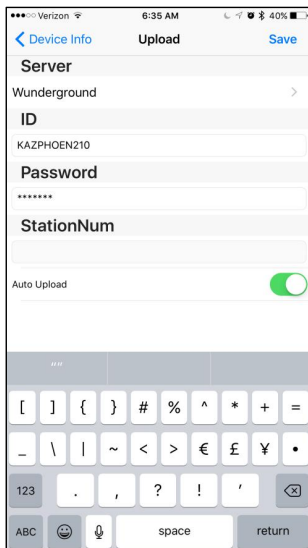 ●●●○○ Verizon 6:35 AM 40%
Device Info Upload Save
Server
Wunderground
ID
KAZPHOEN210
Password
*******
StationNum
Auto Upload
“ ”
[ ] { } # % ^ * + =
_ \ | ~ < > € £ ¥ •
123 . , ? ! '
ABC space return